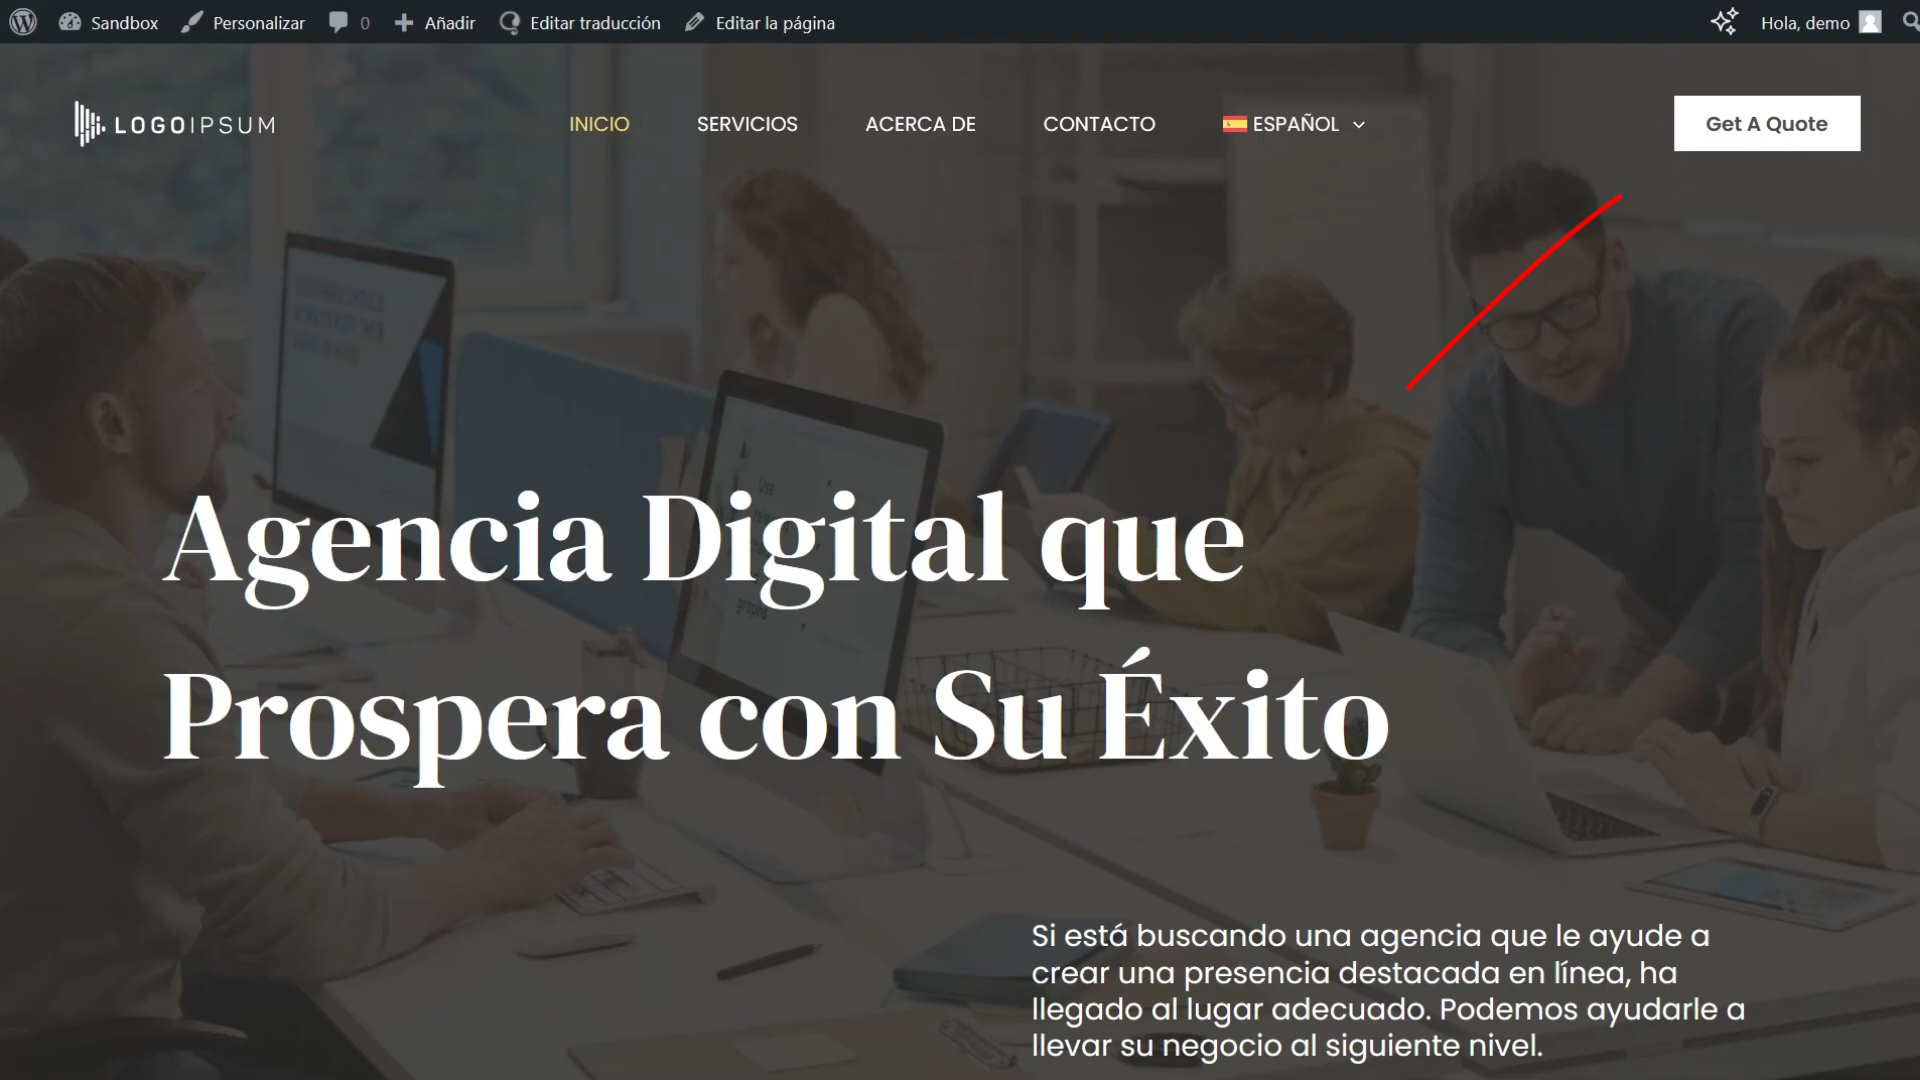 Sandbox Personalizar 0 Añadir Editar traducción Editar la página Hola, demo
LOGOIPSUM INICIO SERVICIOS ACERCA DE CONTACTO ESPAÑOL Get A Quote
Agencia Digital que
Prospera con Su Éxito
Si está buscando una agencia que le ayude a
crear una presencia destacada en línea, ha
llegado al lugar adecuado. Podemos ayudarle a
llevar su negocio al siguiente nivel.